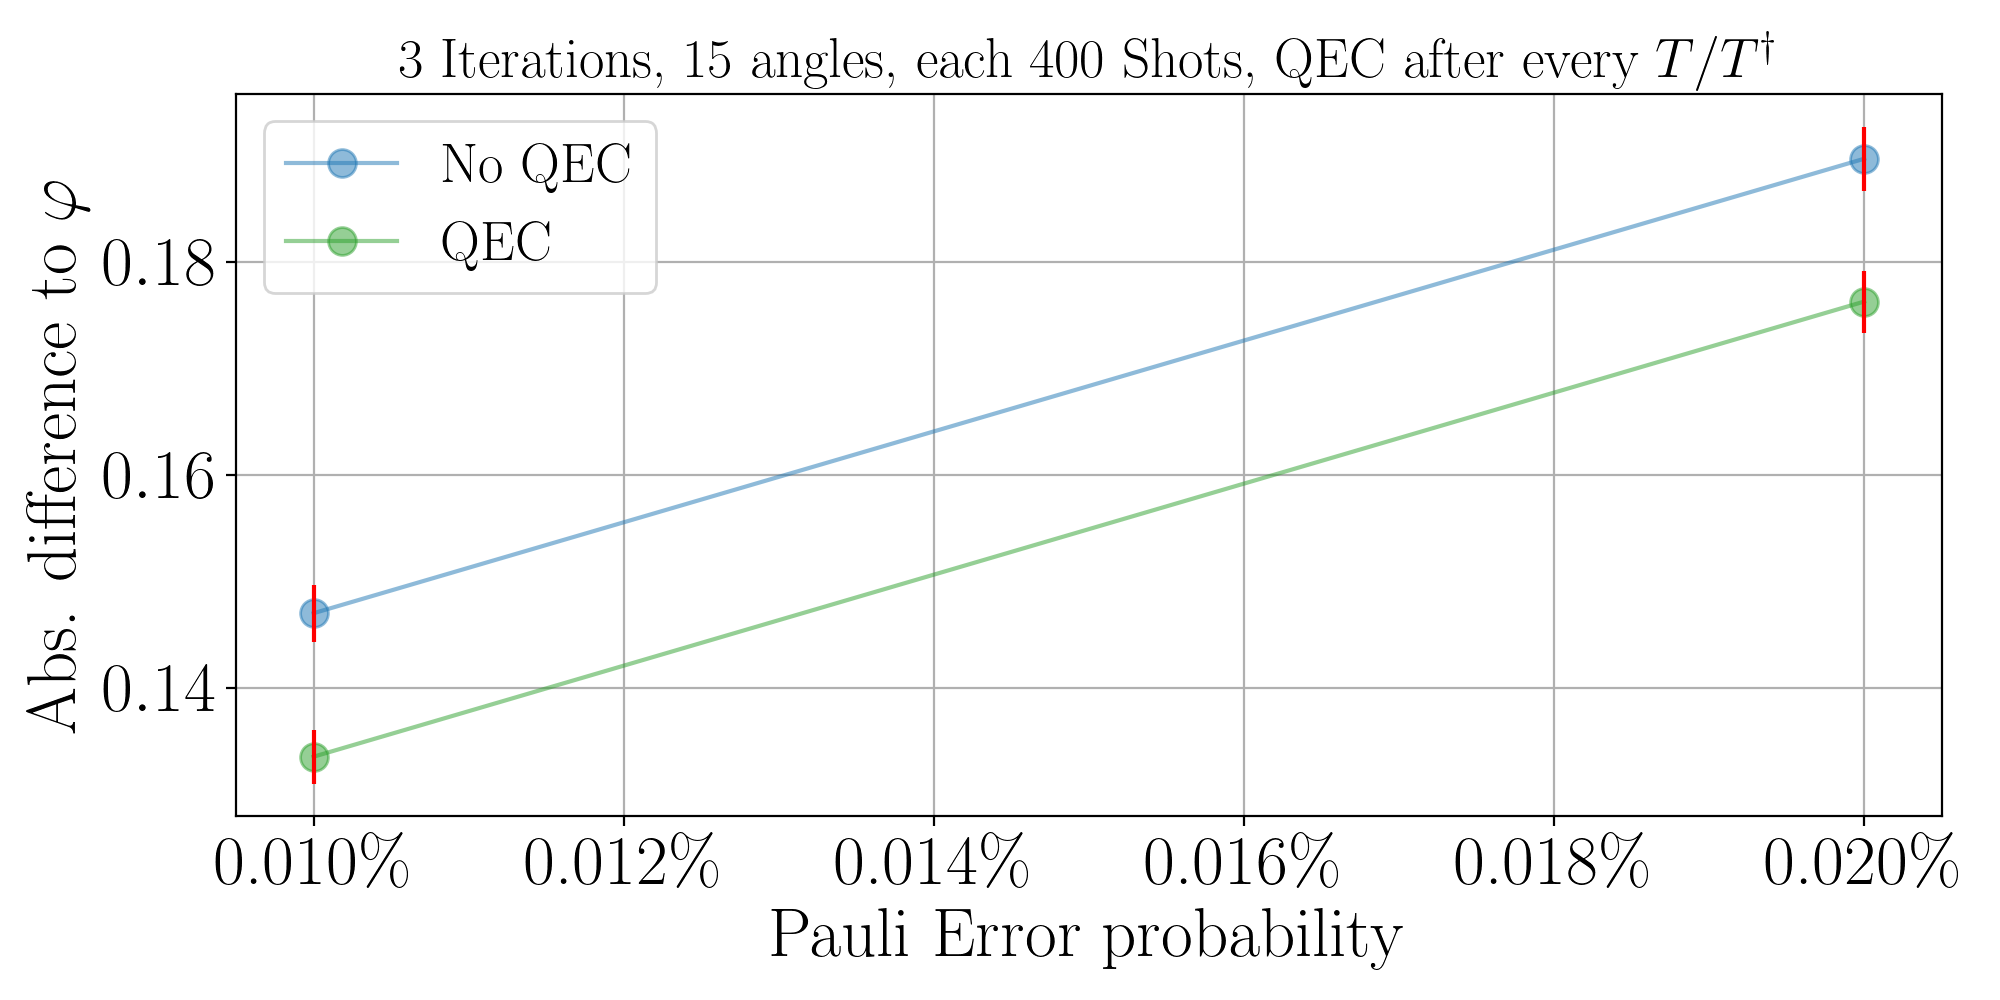 3 Iterations, 15 angles, each 400 Shots, QEC after every T/T†
No QEC
QEC
Abs. difference to φ
0.18
0.16
0.14
0.010% 0.012% 0.014% 0.016% 0.018% 0.020%
Pauli Error probability